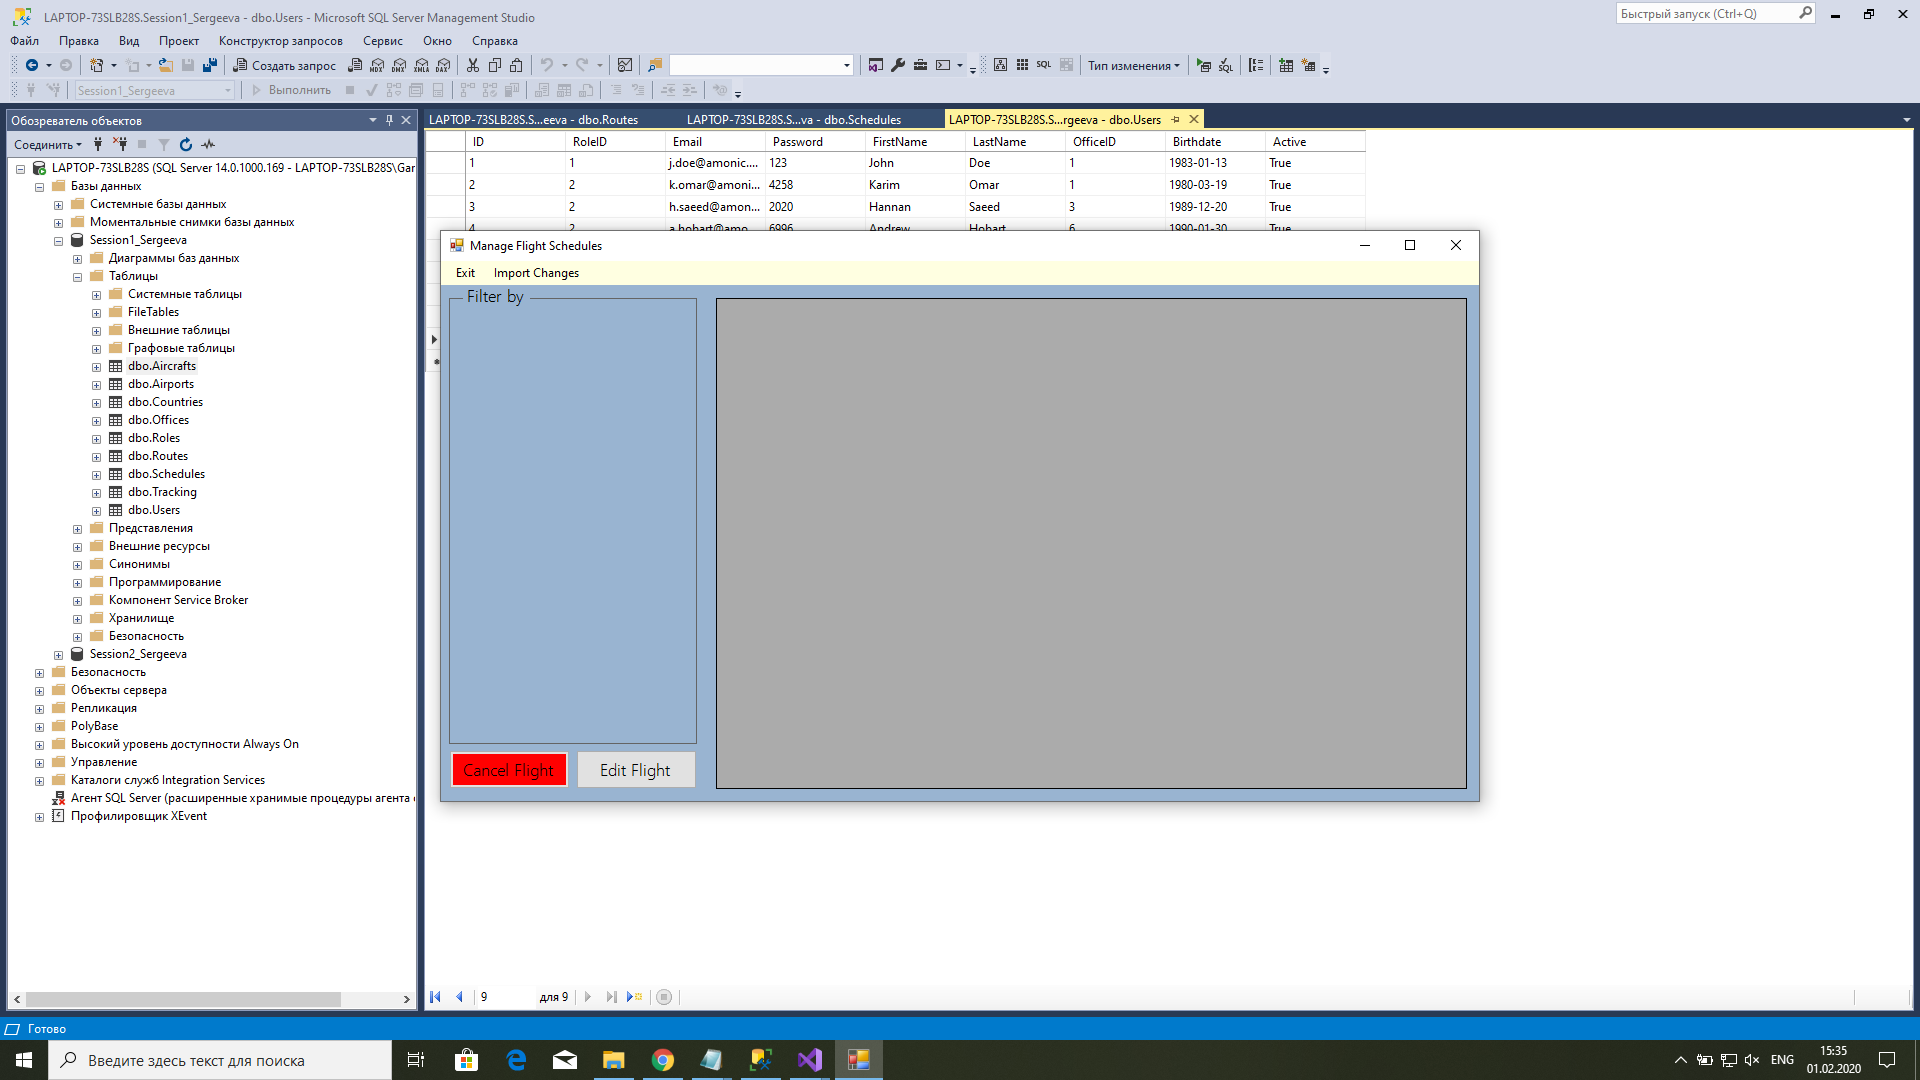 LAPTOP-73SLB28S.Session1_Sergeeva - dbo.Users - Microsoft SQL Server Management Studio
Быстрый запуск (Ctrl+Q)
Файл Правка Вид Проект Конструктор запросов Сервис Окно Справка
Создать запрос MDX DMX XMLA DAX SQL Тип изменения SQL
Session1_Sergeeva Выполнить
Обозреватель объектов
Соединить
LAPTOP-73SLB28S (SQL Server 14.0.1000.169 - LAPTOP-73SLB28S\Gar
Базы данных
Системные базы данных
Моментальные снимки базы данных
Session1_Sergeeva
Диаграммы баз данных
Таблицы
Системные таблицы
FileTables
Внешние таблицы
Графовые таблицы
dbo.Aircrafts
dbo.Airports
dbo.Countries
dbo.Offices
dbo.Roles
dbo.Routes
dbo.Schedules
dbo.Tracking
dbo.Users
Представления
Внешние ресурсы
Синонимы
Программирование
Компонент Service Broker
Хранилище
Безопасность
Session2_Sergeeva
Безопасность
Объекты сервера
Репликация
PolyBase
Высокий уровень доступности Always On
Управление
Каталоги служб Integration Services
Агент SQL Server (расширенные хранимые процедуры агента
Профилировщик XEvent
LAPTOP-73SLB28S.S...eeva - dbo.Routes LAPTOP-73SLB28S.S...va - dbo.Schedules LAPTOP-73SLB28S.S...rgeeva - dbo.Users
ID RoleID Email Password FirstName LastName OfficeID Birthdate Active
1 1 j.doe@amonic.... 123 John Doe 1 1983-01-13 True
2 2 k.omar@amoni... 4258 Karim Omar 1 1980-03-19 True
3 2 h.saeed@amon... 2020 Hannan Saeed 3 1989-12-20 True
4 2 a.hobart@amo... 6996 Andrew Hobart 6 1990-01-30 True
Manage Flight Schedules
Exit Import Changes
Filter by
Cancel Flight Edit Flight
9 для 9
Готово
Введите здесь текст для поиска
ENG
15:35
01.02.2020